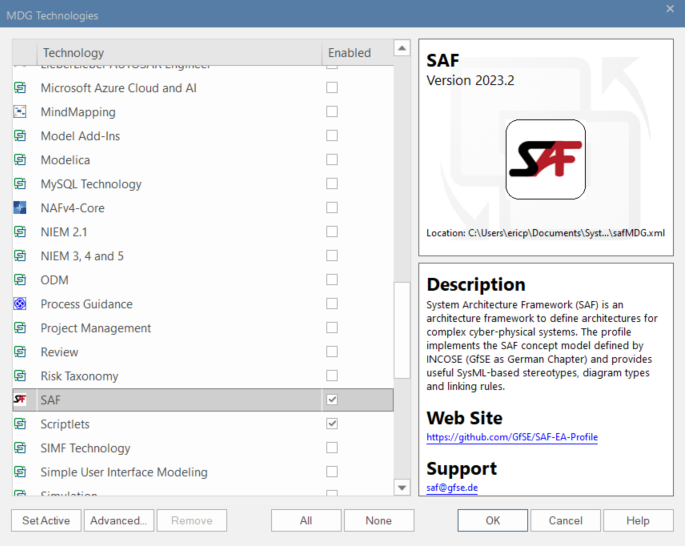 MDG Technologies
Technology Enabled
LieberLieber AUTOSAR Engineer
Microsoft Azure Cloud and AI
MindMapping
Model Add-Ins
Modelica
MySQL Technology
NAFv4-Core
NIEM 2.1
NIEM 3, 4 and 5
ODM
Process Guidance
Project Management
Review
Risk Taxonomy
SAF
Scriptlets
SIMF Technology
Simple User Interface Modeling
Simulation
SAF
Version 2023.2
SAF
Location: C:\Users\ericp\Documents\Syst...\safMDG.xml
Description
System Architecture Framework (SAF) is an
architecture framework to define architectures for
complex cyber-physical systems. The profile
implements the SAF concept model defined by
INCOSE (GfSE as German Chapter) and provides
useful SysML-based stereotypes, diagram types
and linking rules.
Web Site
https://github.com/GfSE/SAF-EA-Profile
Support
saf@gfse.de
Set Active Advanced... Remove All None OK Cancel Help